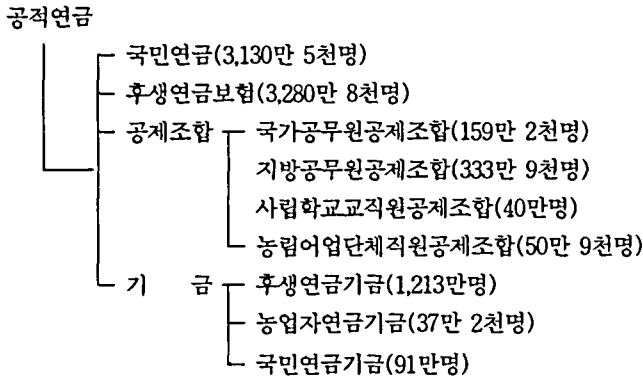 공적연금
국민연금(3,130만 5천명)
후생연금보험(3,280만 8천명)
공제조합 국가공무원공제조합(159만 2천명)
지방공무원공제조합(333만 9천명)
사립학교교직원공제조합(40만명)
농림어업단체직원공제조합(50만 9천명)
기 금 후생연금기금(1,213만명)
농업자연금기금(37만 2천명)
국민연금기금(91만명)